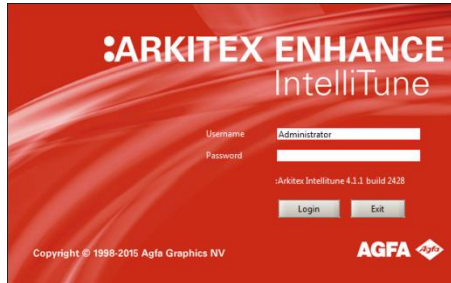 :ARKITEX ENHANCE
IntelliTune
Username Administrator
Password
:Arkitex Intellitune 4.1.1 build 2428
Login Exit
Copyright © 1998-2015 Agfa Graphics NV
AGFA Agfa